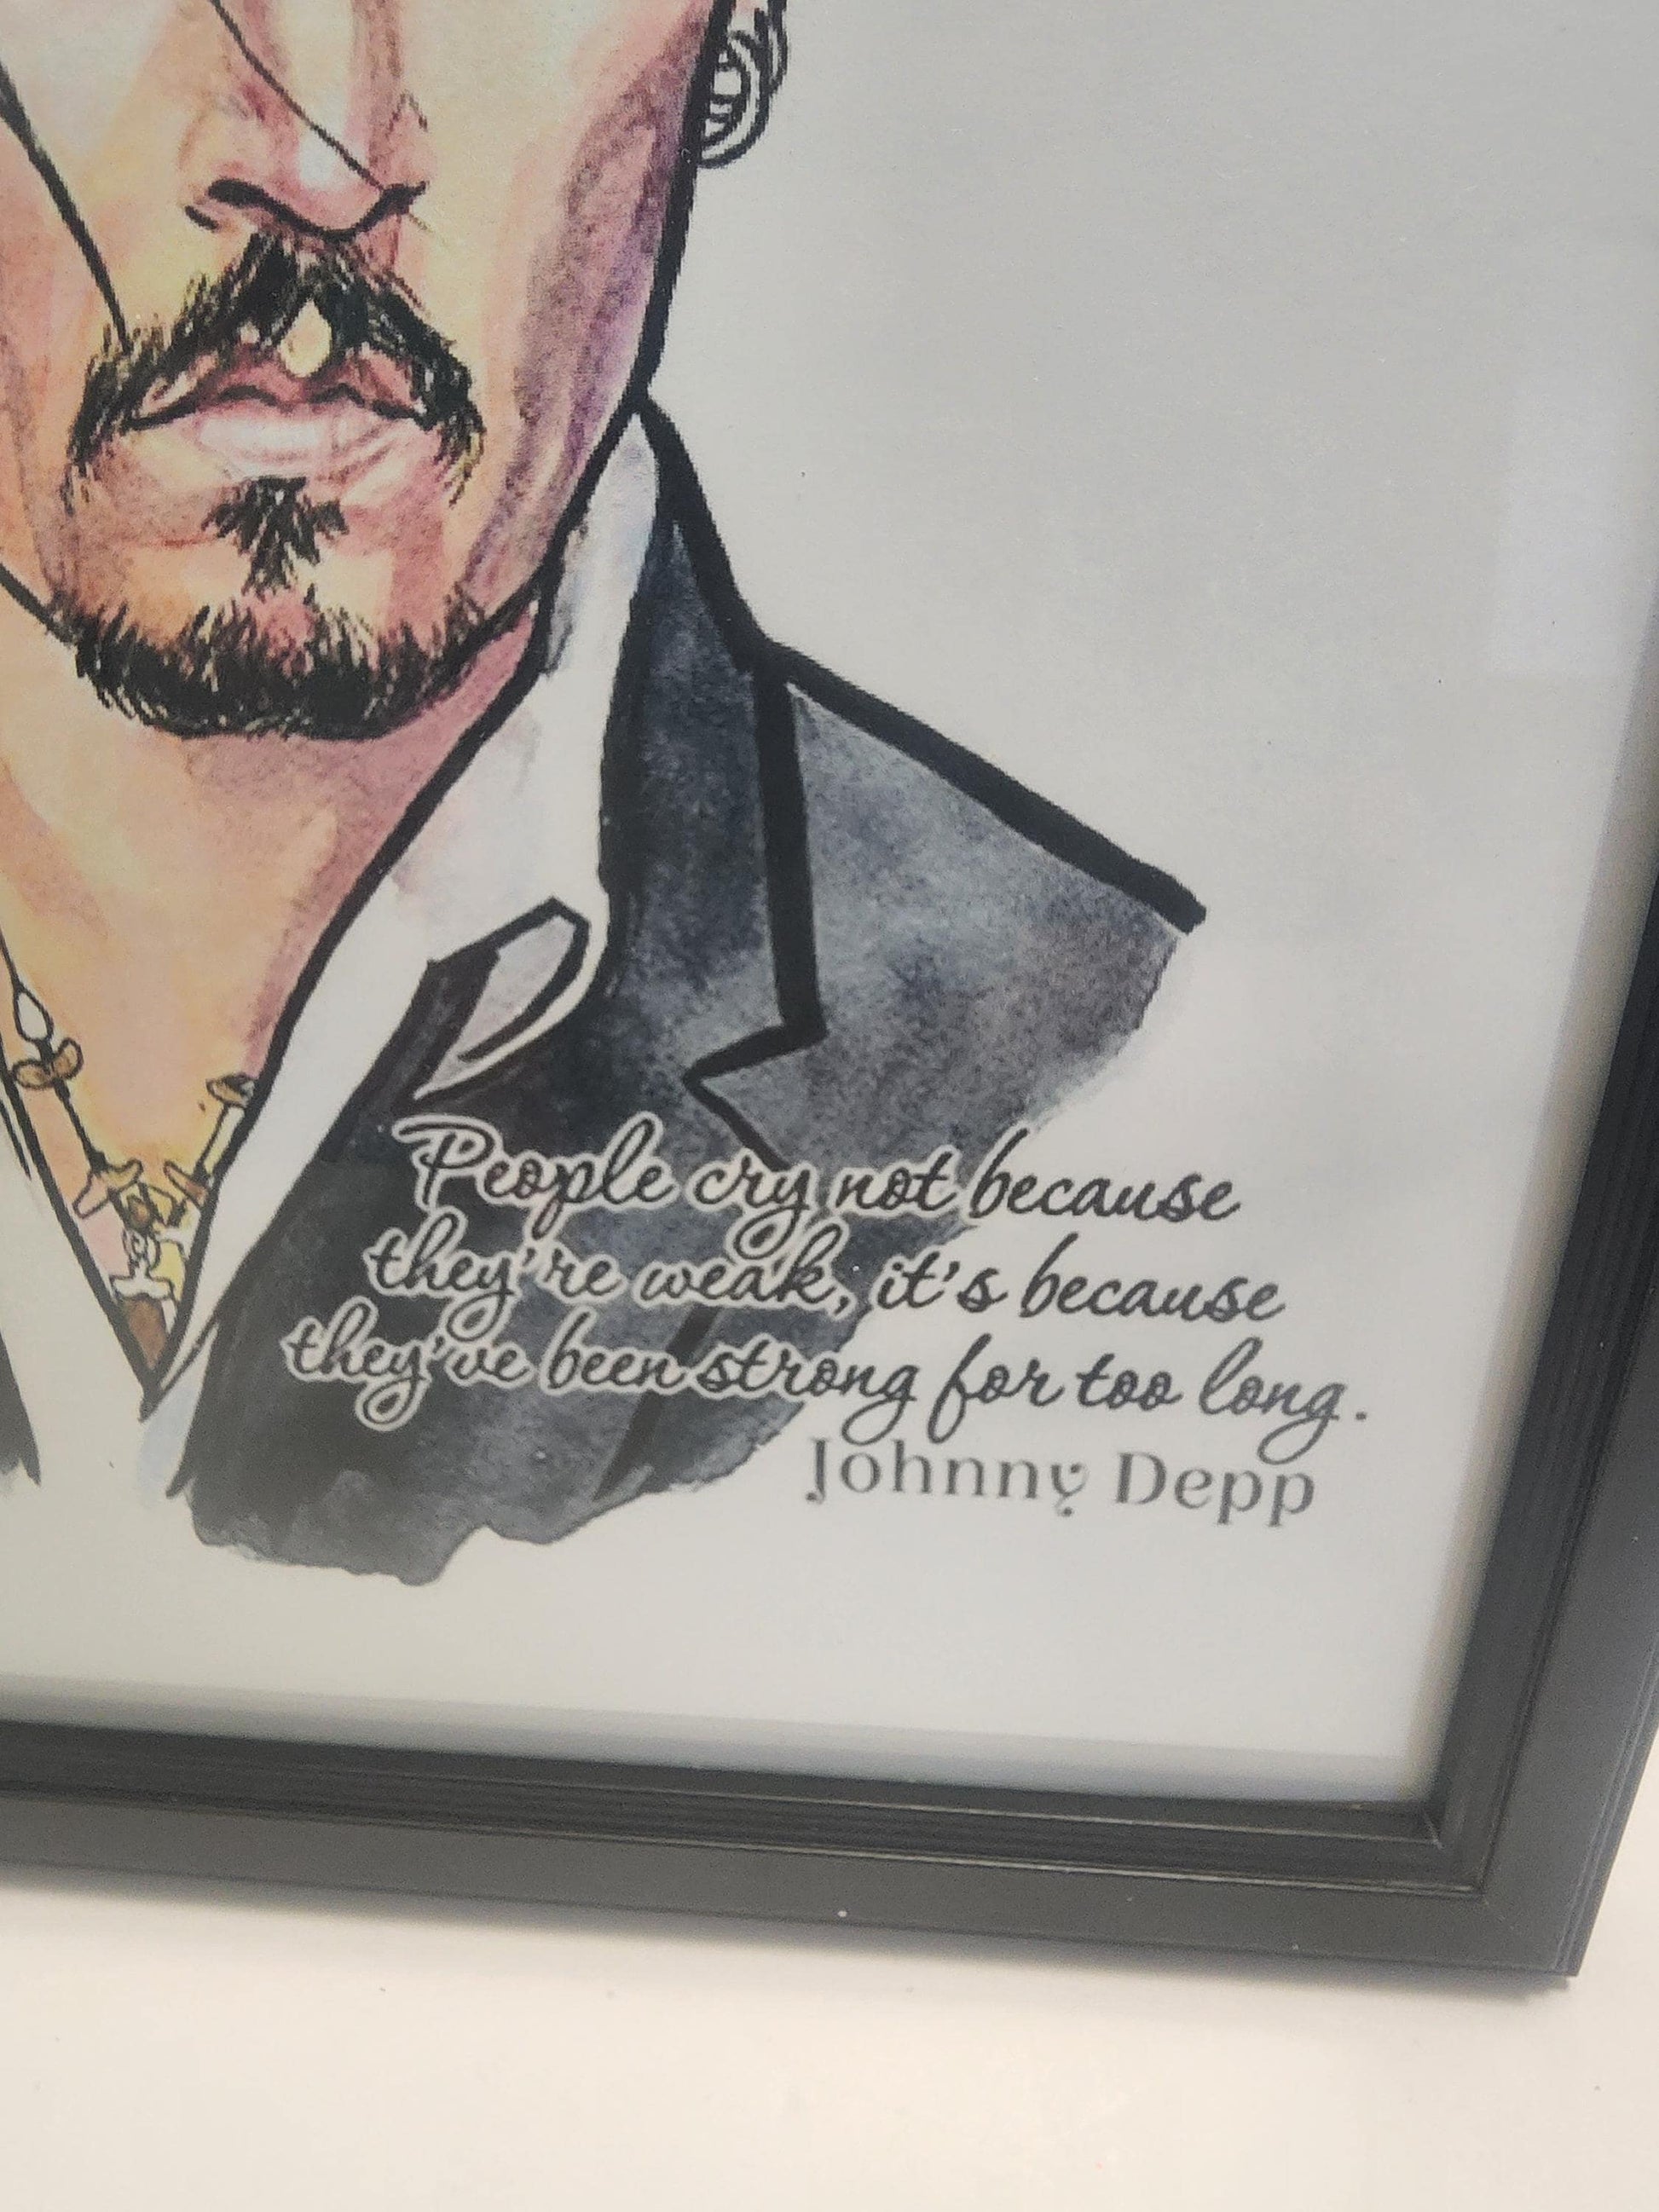 People cry not because
they're weak, it's because
they've been strong for too long.
Johnny Depp